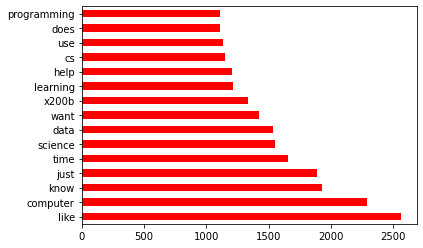 programming
does
use
cs
help
learning
x200b
want
data
science
time
just
know
computer
like
0 500 1000 1500 2000 2500